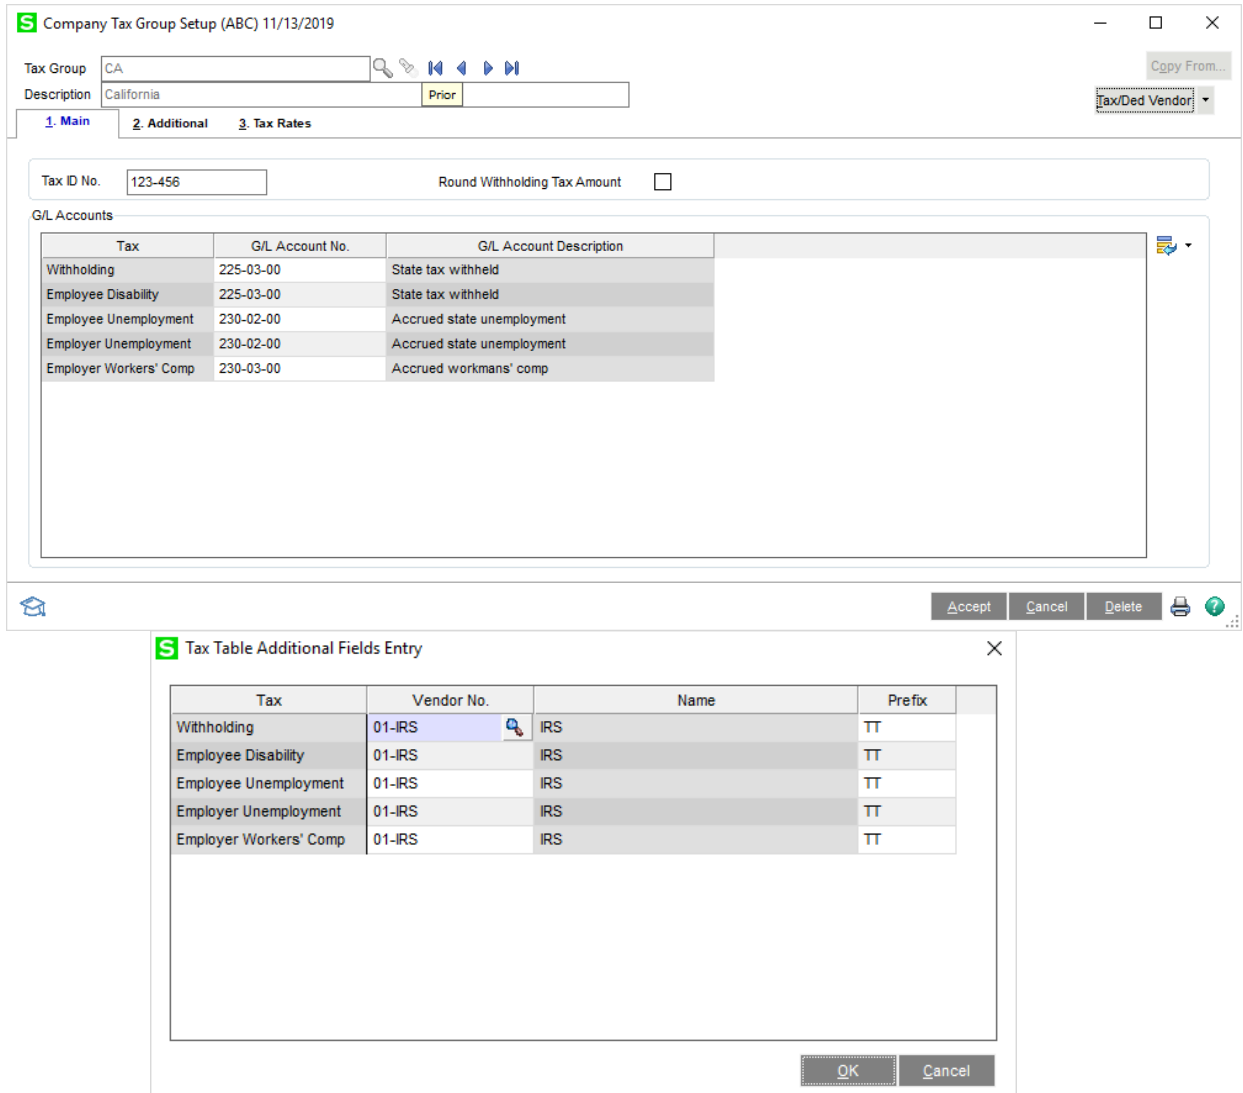 S Company Tax Group Setup (ABC) 11/13/2019
Tax Group CA Copy From...
Description California Prior Tax/Ded Vendor
1. Main 2. Additional 3. Tax Rates
Tax ID No. 123-456 Round Withholding Tax Amount
G/L Accounts
Tax G/L Account No. G/L Account Description
Withholding 225-03-00 State tax withheld
Employee Disability 225-03-00 State tax withheld
Employee Unemployment 230-02-00 Accrued state unemployment
Employer Unemployment 230-02-00 Accrued state unemployment
Employer Workers' Comp 230-03-00 Accrued workmans' comp
Accept Cancel Delete ?
S Tax Table Additional Fields Entry
Tax Vendor No. Name Prefix
Withholding 01-IRS IRS TT
Employee Disability 01-IRS IRS TT
Employee Unemployment 01-IRS IRS TT
Employer Unemployment 01-IRS IRS TT
Employer Workers' Comp 01-IRS IRS TT
OK Cancel